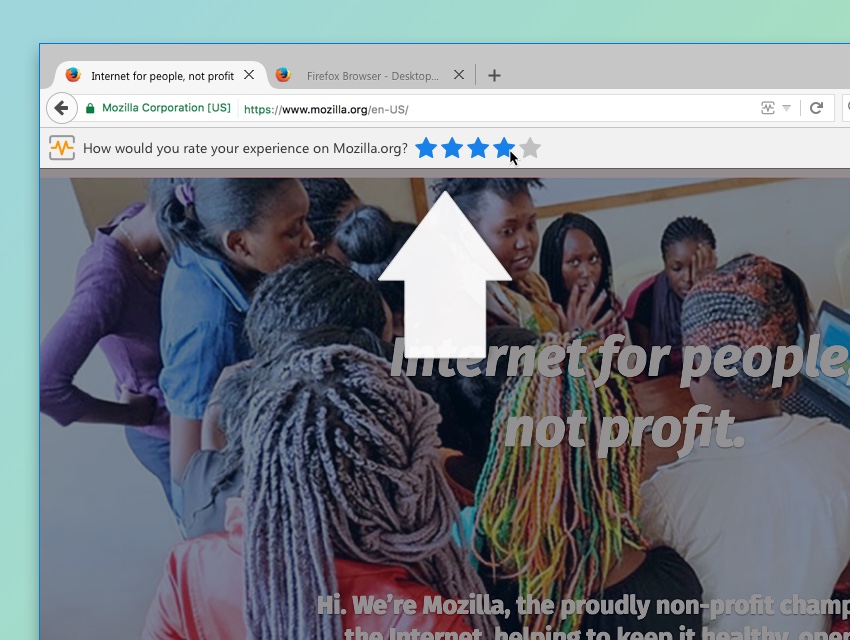 Internet for people, not profit
Firefox Browser - Desktop...
Mozilla Corporation [US]
https://www.mozilla.org/en-US/
How would you rate your experience on Mozilla.org?
Internet for people,
not profit.
Hi. We're Mozilla, the proudly non-profit champ
the Internet, helping to keep it healthy, open